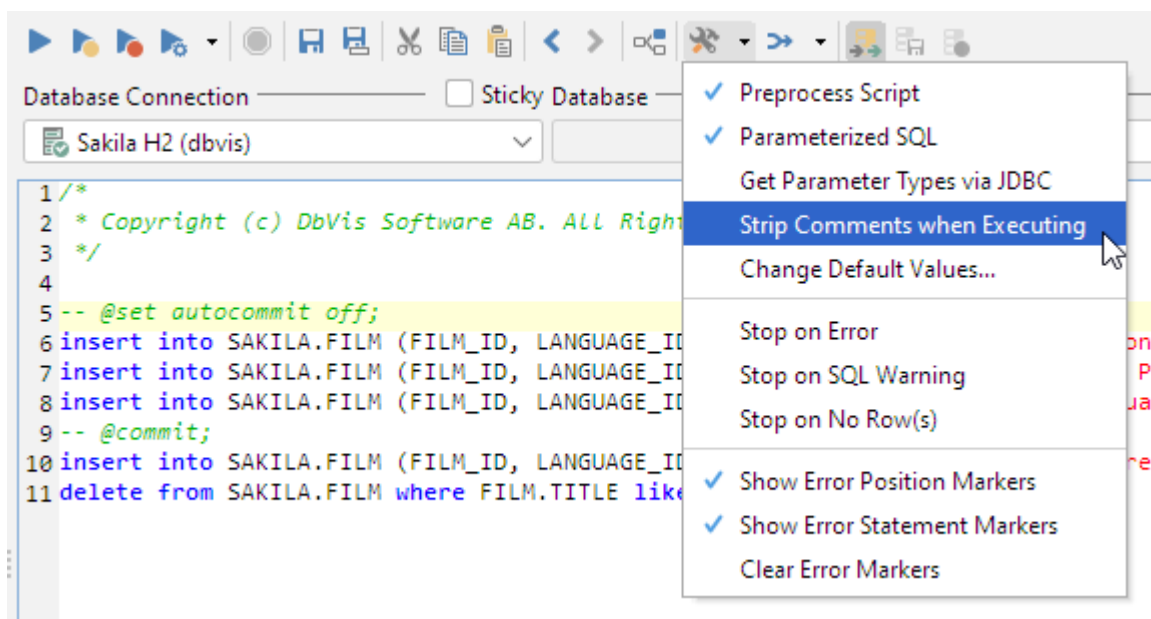 Database Connection Sticky Database
Sakila H2 (dbvis)
1 /*
2 * Copyright (c) DbVis Software AB. All Righ
3 */
4
5 -- @set autocommit off;
6 insert into SAKILA.FILM (FILM_ID, LANGUAGE_ID on
7 insert into SAKILA.FILM (FILM_ID, LANGUAGE_ID P
8 insert into SAKILA.FILM (FILM_ID, LANGUAGE_ID ua
9 -- @commit;
10 insert into SAKILA.FILM (FILM_ID, LANGUAGE_ID re
11 delete from SAKILA.FILM where FILM.TITLE like
Preprocess Script
Parameterized SQL
Get Parameter Types via JDBC
Strip Comments when Executing
Change Default Values...
Stop on Error
Stop on SQL Warning
Stop on No Row(s)
Show Error Position Markers
Show Error Statement Markers
Clear Error Markers